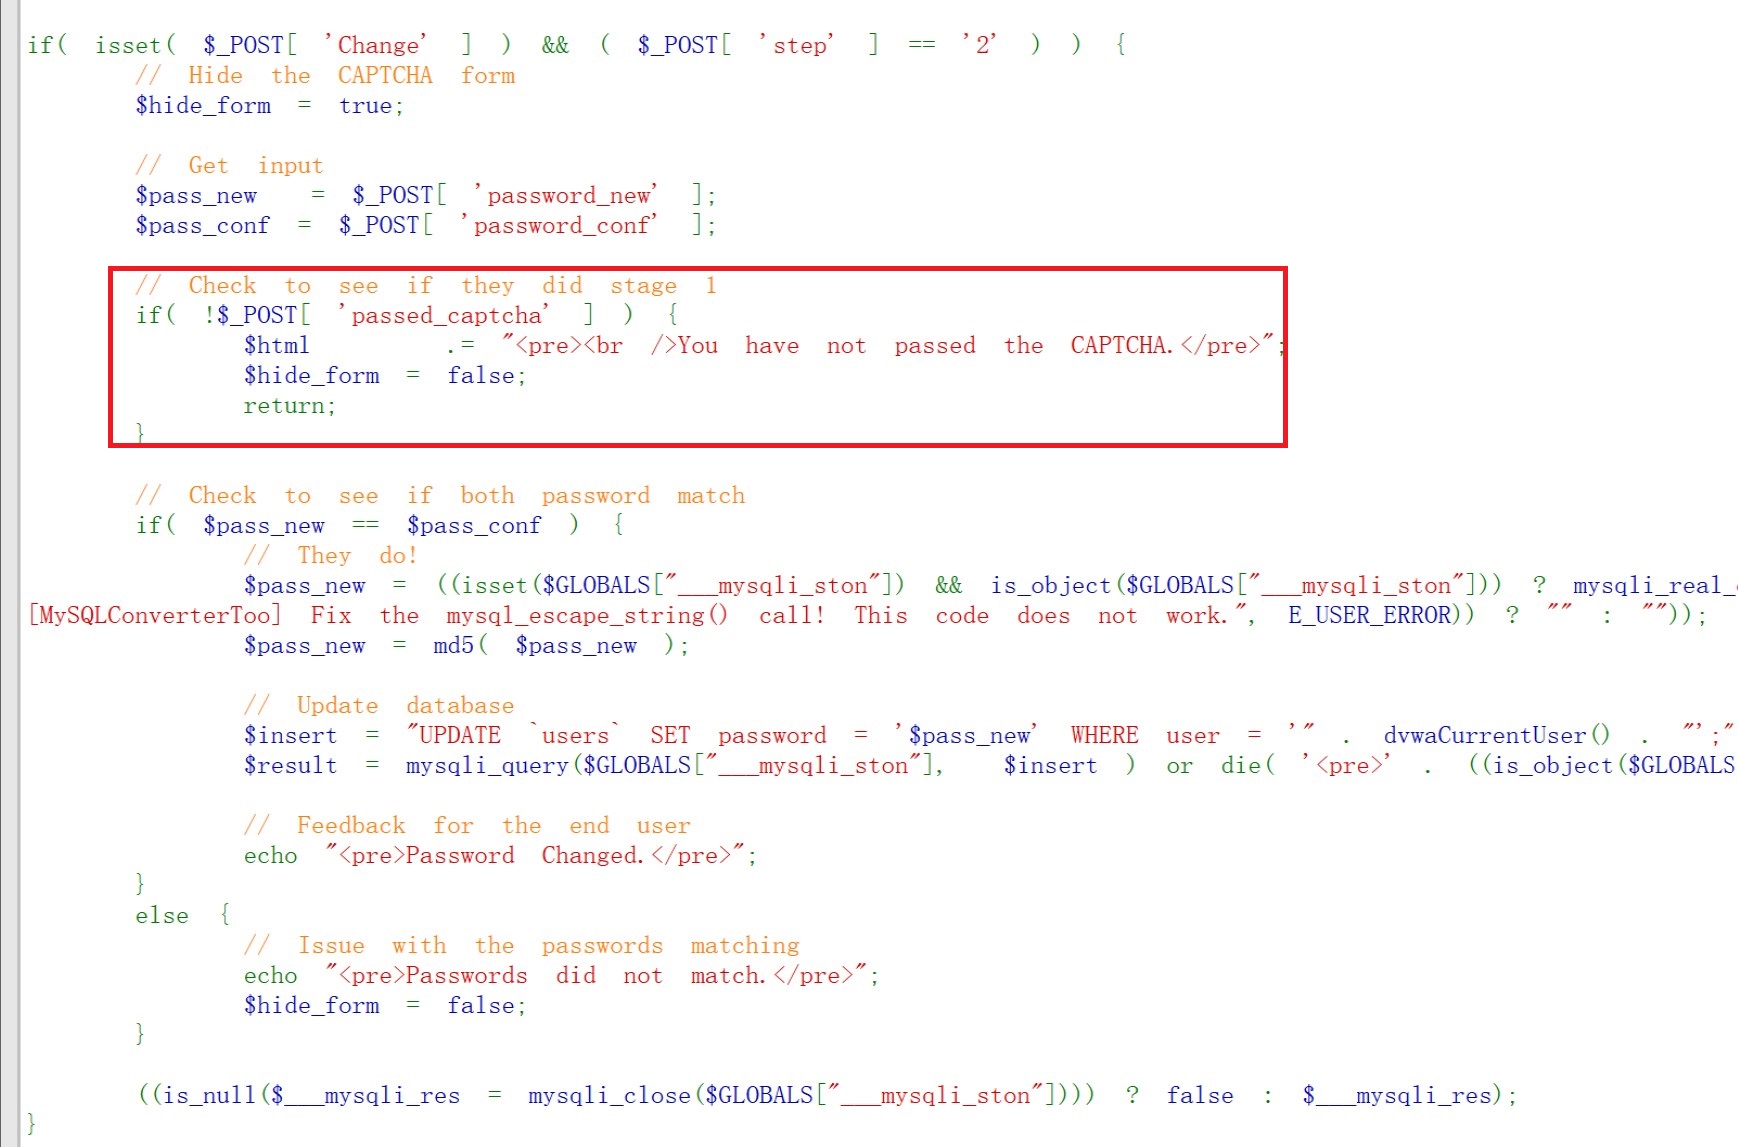 if( isset( $_POST[ 'Change' ] ) && ( $_POST[ 'step' ] == '2' ) ) {
// Hide the CAPTCHA form
$hide_form = true;
// Get input
$pass_new = $_POST[ 'password_new' ];
$pass_conf = $_POST[ 'password_conf' ];
// Check to see if they did stage 1
if( !$_POST[ 'passed_captcha' ] ) {
$html .= "<pre><br />You have not passed the CAPTCHA.</pre>";
$hide_form = false;
return;
}
// Check to see if both password match
if( $pass_new == $pass_conf ) {
// They do!
$pass_new = ((isset($GLOBALS["___mysqli_ston"]) && is_object($GLOBALS["___mysqli_ston"])) ? mysqli_real_
[MySQLConverterToo] Fix the mysql_escape_string() call! This code does not work.", E_USER_ERROR)) ? "" : ""));
$pass_new = md5( $pass_new );
// Update database
$insert = "UPDATE `users` SET password = '$pass_new' WHERE user = '" . dvwaCurrentUser() . "';"
$result = mysqli_query($GLOBALS["___mysqli_ston"], $insert ) or die( '<pre>' . ((is_object($GLOBALS
// Feedback for the end user
echo "<pre>Password Changed.</pre>";
}
else {
// Issue with the passwords matching
echo "<pre>Passwords did not match.</pre>";
$hide_form = false;
}
((is_null($___mysqli_res = mysqli_close($GLOBALS["___mysqli_ston"]))) ? false : $___mysqli_res);
}